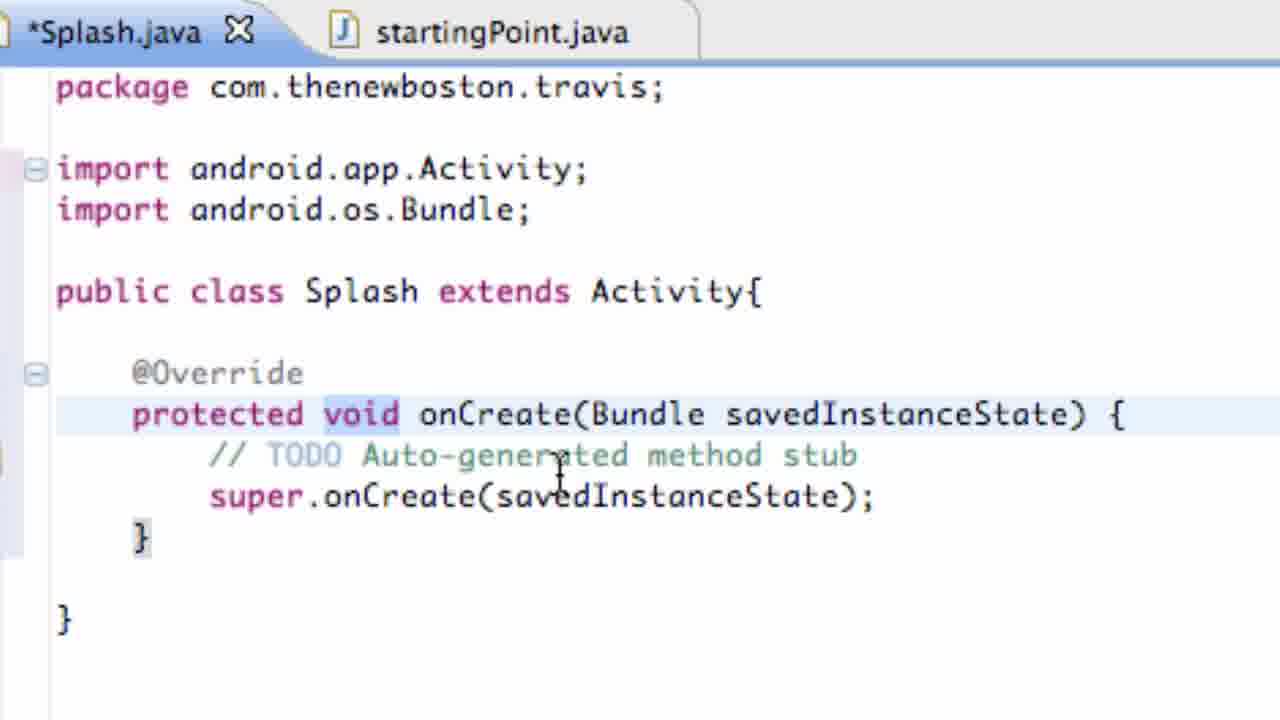 *Splash.java startingPoint.java
package com.thenewboston.travis;
import android.app.Activity;
import android.os.Bundle;
public class Splash extends Activity{
@Override
protected void onCreate(Bundle savedInstanceState) {
// TODO Auto-generated method stub
super.onCreate(savedInstanceState);
}
}